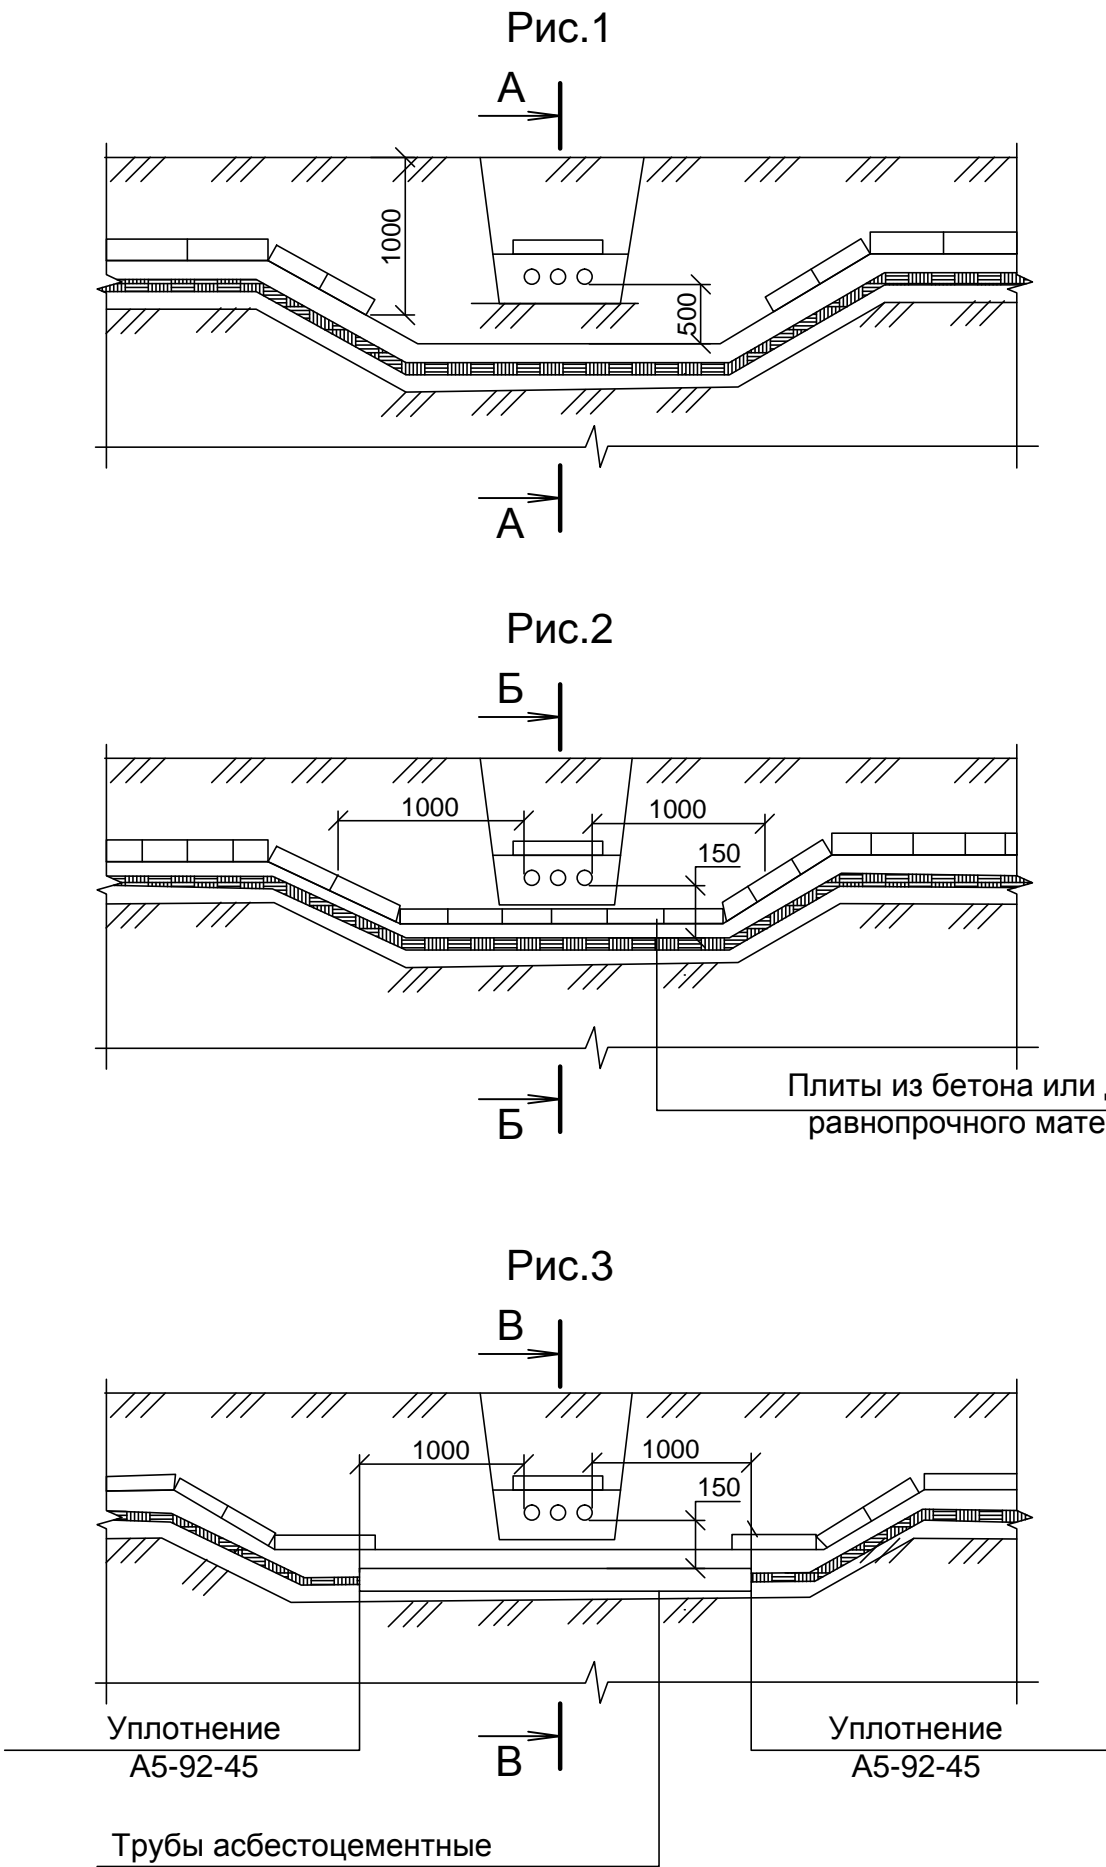 Рис.1
А
1000
500
А
Рис.2
Б
1000
1000
150
Плиты из бетона или
равнопрочного мате
Б
Рис.3
В
1000
1000
150
Уплотнение
А5-92-45
Уплотнение
А5-92-45
В
Трубы асбестоцементные